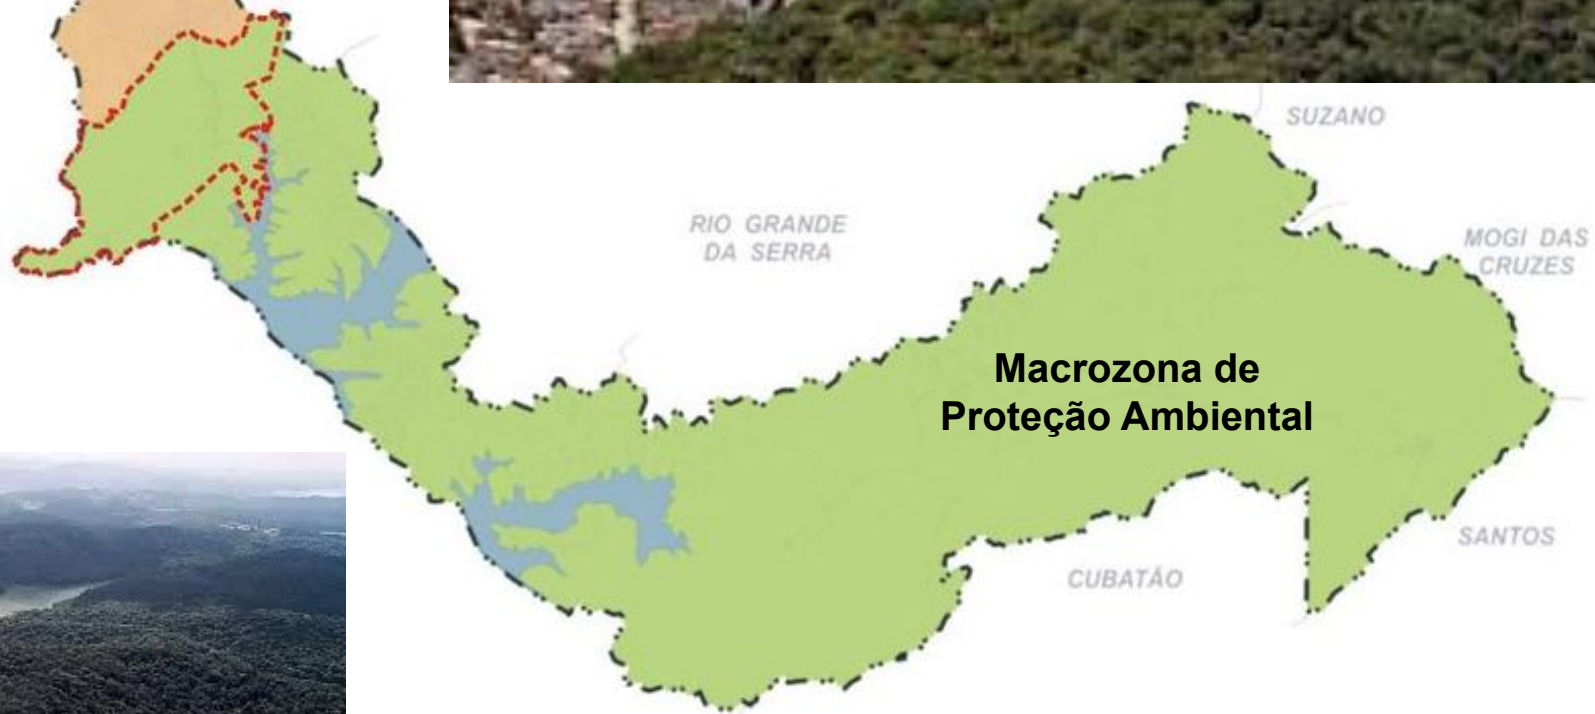 SUZANO
RIO GRANDE
DA SERRA
MOGI DAS
CRUZES
Macrozona de
Proteção Ambiental
SANTOS
CUBATÃO